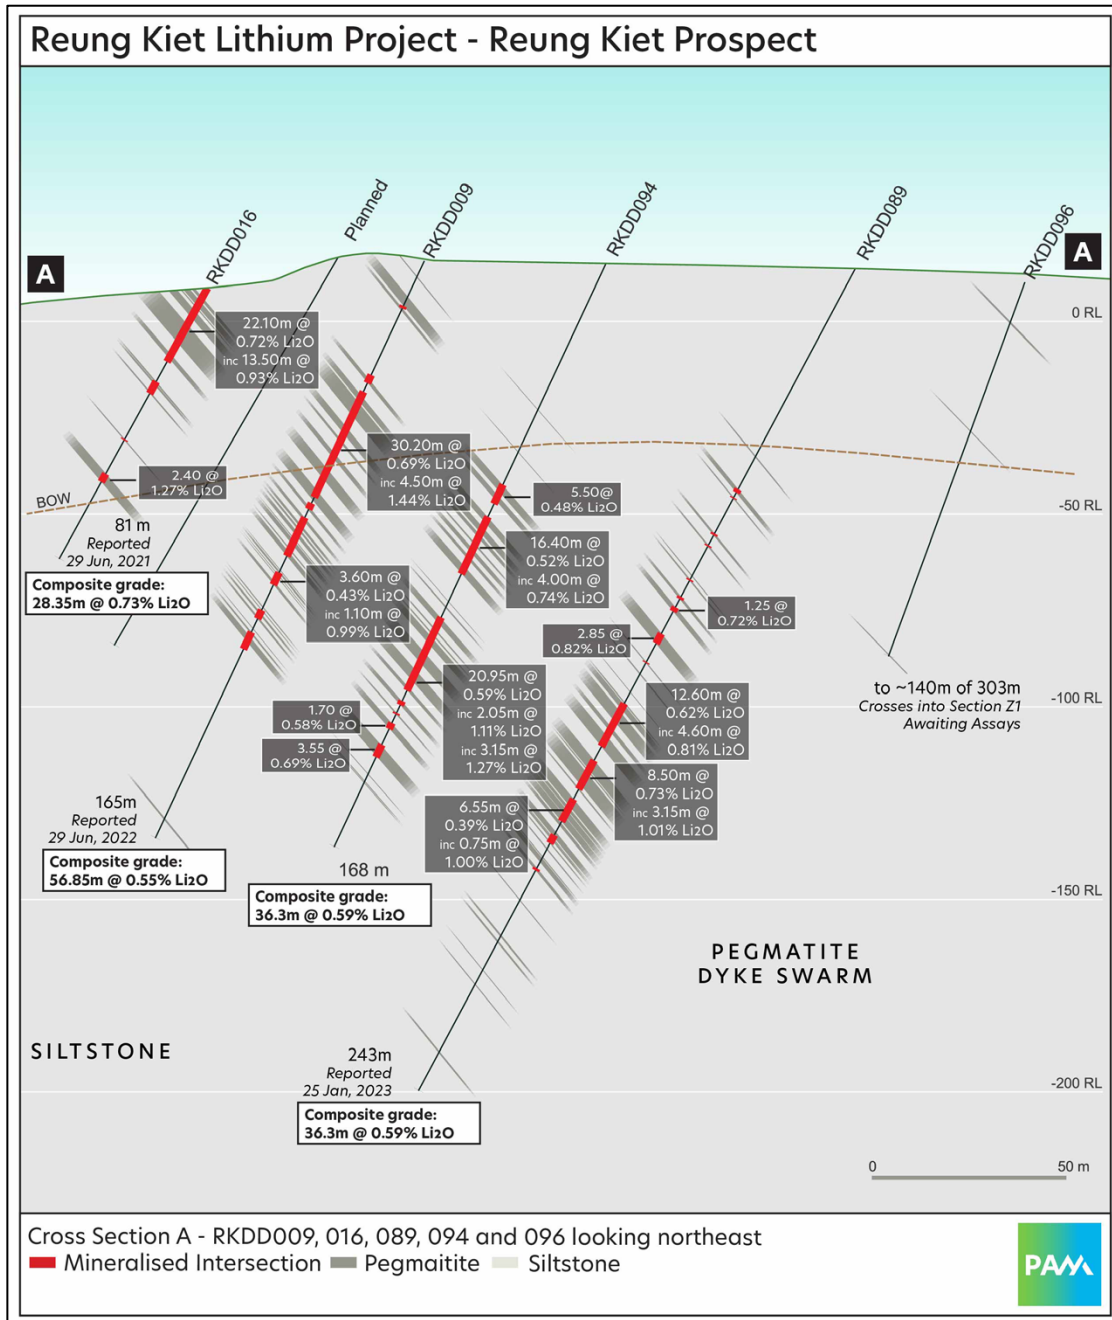 Reung Kiet Lithium Project - Reung Kiet Prospect
RKDD016
Planned
RKDD009
RKDD094
RKDD089
RKDD096
A
A
0 RL
22.10m @
0.72% Li2O
inc 13.50m @
0.93% Li2O
30.20m @
0.69% Li2O
inc 4.50m @
1.44% Li2O
2.40 @
1.27% Li2O
BOW
5.50@
0.48% Li2O
-50 RL
81 m
Reported
29 Jun, 2021
Composite grade:
28.35m @ 0.73% Li2O
16.40m @
0.52% Li2O
inc 4.00m @
0.74% Li2O
3.60m @
0.43% Li2O
inc 1.10m @
0.99% Li2O
1.25 @
0.72% Li2O
2.85 @
0.82% Li2O
20.95m @
0.59% Li2O
inc 2.05m @
1.11% Li2O
inc 3.15m @
1.27% Li2O
12.60m @
0.62% Li2O
inc 4.60m @
0.81% Li2O
to ~140m of 303m
Crosses into Section Z1
Awaiting Assays
-100 RL
1.70 @
0.58% Li2O
3.55 @
0.69% Li2O
8.50m @
0.73% Li2O
inc 3.15m @
1.01% Li2O
6.55m @
0.39% Li2O
inc 0.75m @
1.00% Li2O
165m
Reported
29 Jun, 2022
Composite grade:
56.85m @ 0.55% Li2O
168 m
Composite grade:
36.3m @ 0.59% Li2O
-150 RL
PEGMATITE
DYKE SWARM
SILTSTONE
243m
Reported
25 Jan, 2023
Composite grade:
36.3m @ 0.59% Li2O
-200 RL
0 50 m
Cross Section A - RKDD009, 016, 089, 094 and 096 looking northeast
Mineralised Intersection Pegmaitite Siltstone
PAM